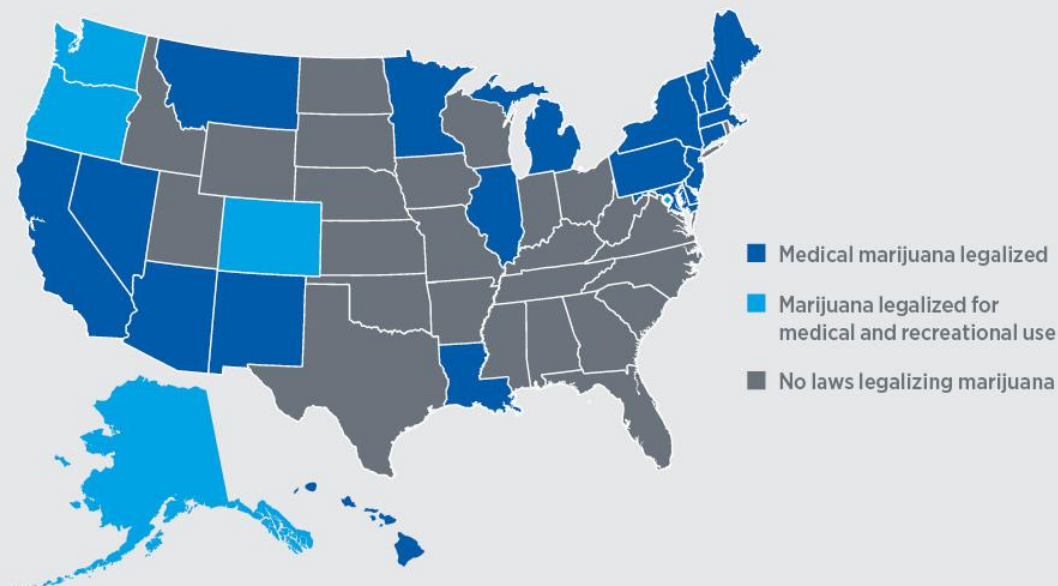 Medical marijuana legalized
Marijuana legalized for
medical and recreational use
No laws legalizing marijuana